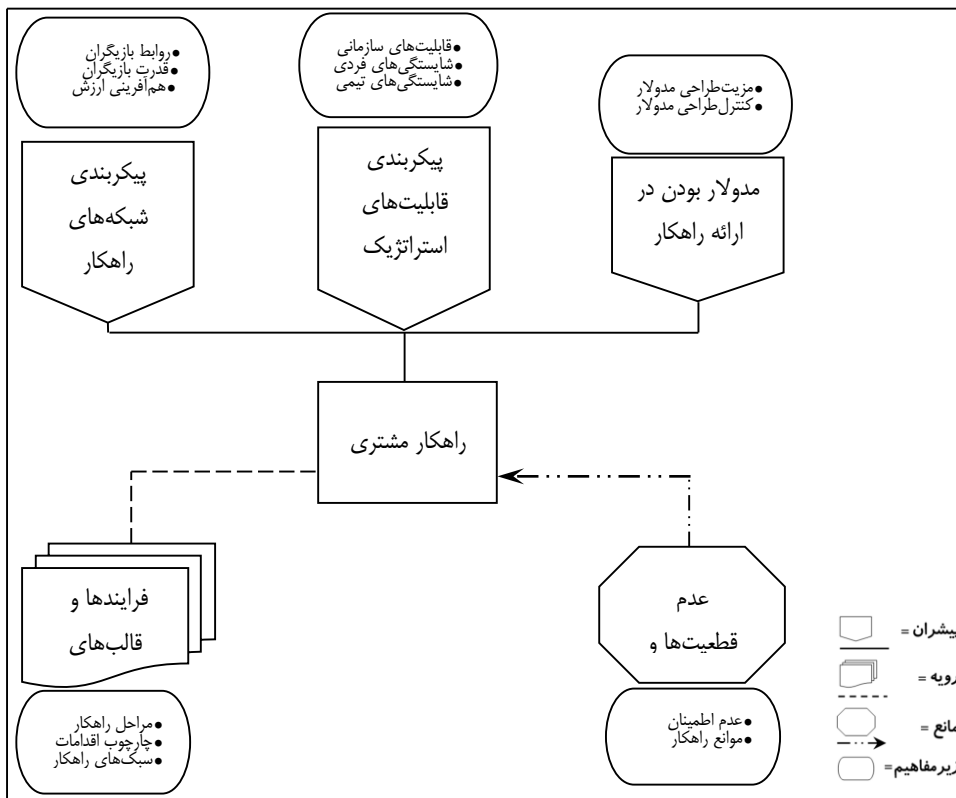 ●روابط بازیگران
●قدرت بازیگران
●هم‌آفرینی ارزش
●قابلیت‌های سازمانی
●شایستگی‌های فردی
●شایستگی‌های تیمی
●مزیت‌طراحی مدولار
●کنترل‌طراحی مدولار
پیکربندی
شبکه‌های
راهکار
پیکربندی
قابلیت‌های
استراتژیک
مدولار بودن در
ارائه راهکار
راهکار مشتری
فرایندها و
قالب‌های
عدم
قطعیت‌ها و
●مراحل راهکار
●چارچوب اقدامات
●سبک‌های راهکار
●عدم اطمینان
●موانع راهکار
پیشران =
رویه =
مانع =
زیرمفاهیم=